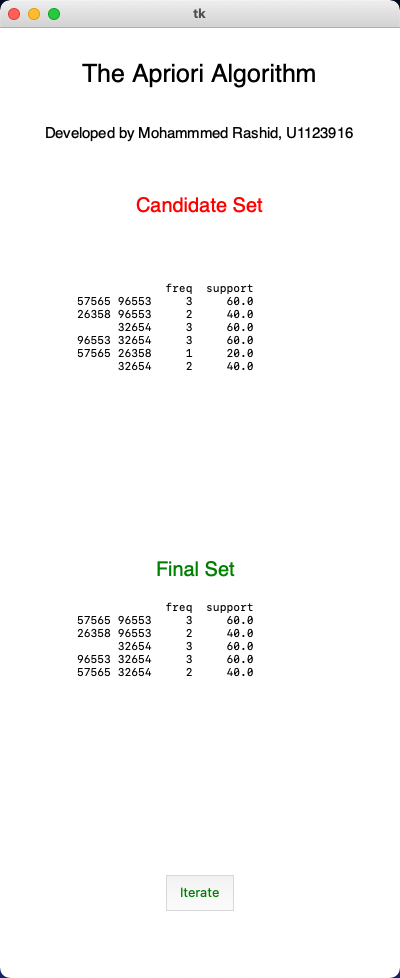 tk
The Apriori Algorithm
Developed by Mohammmed Rashid, U1123916
Candidate Set
freq support
57565 96553 3 60.0
26358 96553 2 40.0
32654 3 60.0
96553 32654 3 60.0
57565 26358 1 20.0
32654 2 40.0
Final Set
freq support
57565 96553 3 60.0
26358 96553 2 40.0
32654 3 60.0
96553 32654 3 60.0
57565 32654 2 40.0
Iterate